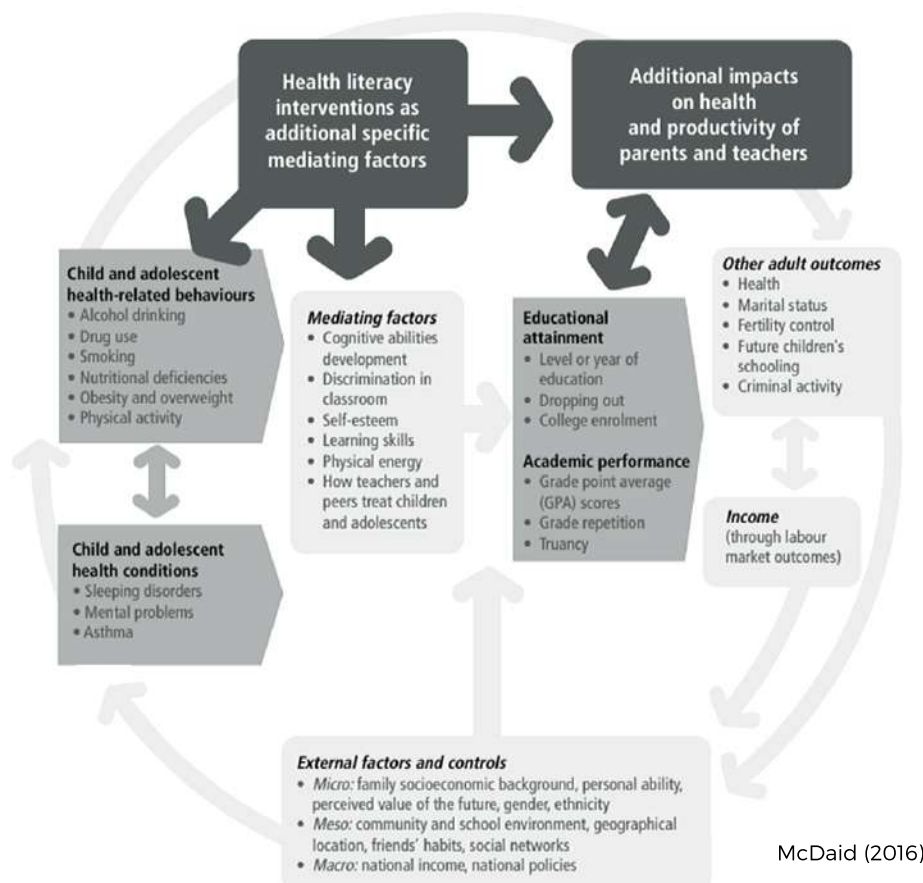 Health literacy
interventions as
additional specific
mediating factors
Additional impacts
on health
and productivity of
parents and teachers
Child and adolescent
health-related behaviours
• Alcohol drinking
• Drug use
• Smoking
• Nutritional deficiencies
• Obesity and overweight
• Physical activity
Child and adolescent
health conditions
• Sleeping disorders
• Mental problems
• Asthma
Mediating factors
• Cognitive abilities
development
• Discrimination in
classroom
• Self-esteem
• Learning skills
• Physical energy
• How teachers and
peers treat children
and adolescents
Educational
attainment
• Level or year of
education
• Dropping out
• College enrolment
Academic performance
• Grade point average
(GPA) scores
• Grade repetition
• Truancy
Other adult outcomes
• Health
• Marital status
• Fertility control
• Future children's
schooling
• Criminal activity
Income
(through labour
market outcomes)
External factors and controls
• Micro: family socioeconomic background, personal ability,
perceived value of the future, gender, ethnicity
• Meso: community and school environment, geographical
location, friends' habits, social networks
• Macro: national income, national policies
McDaid (2016)